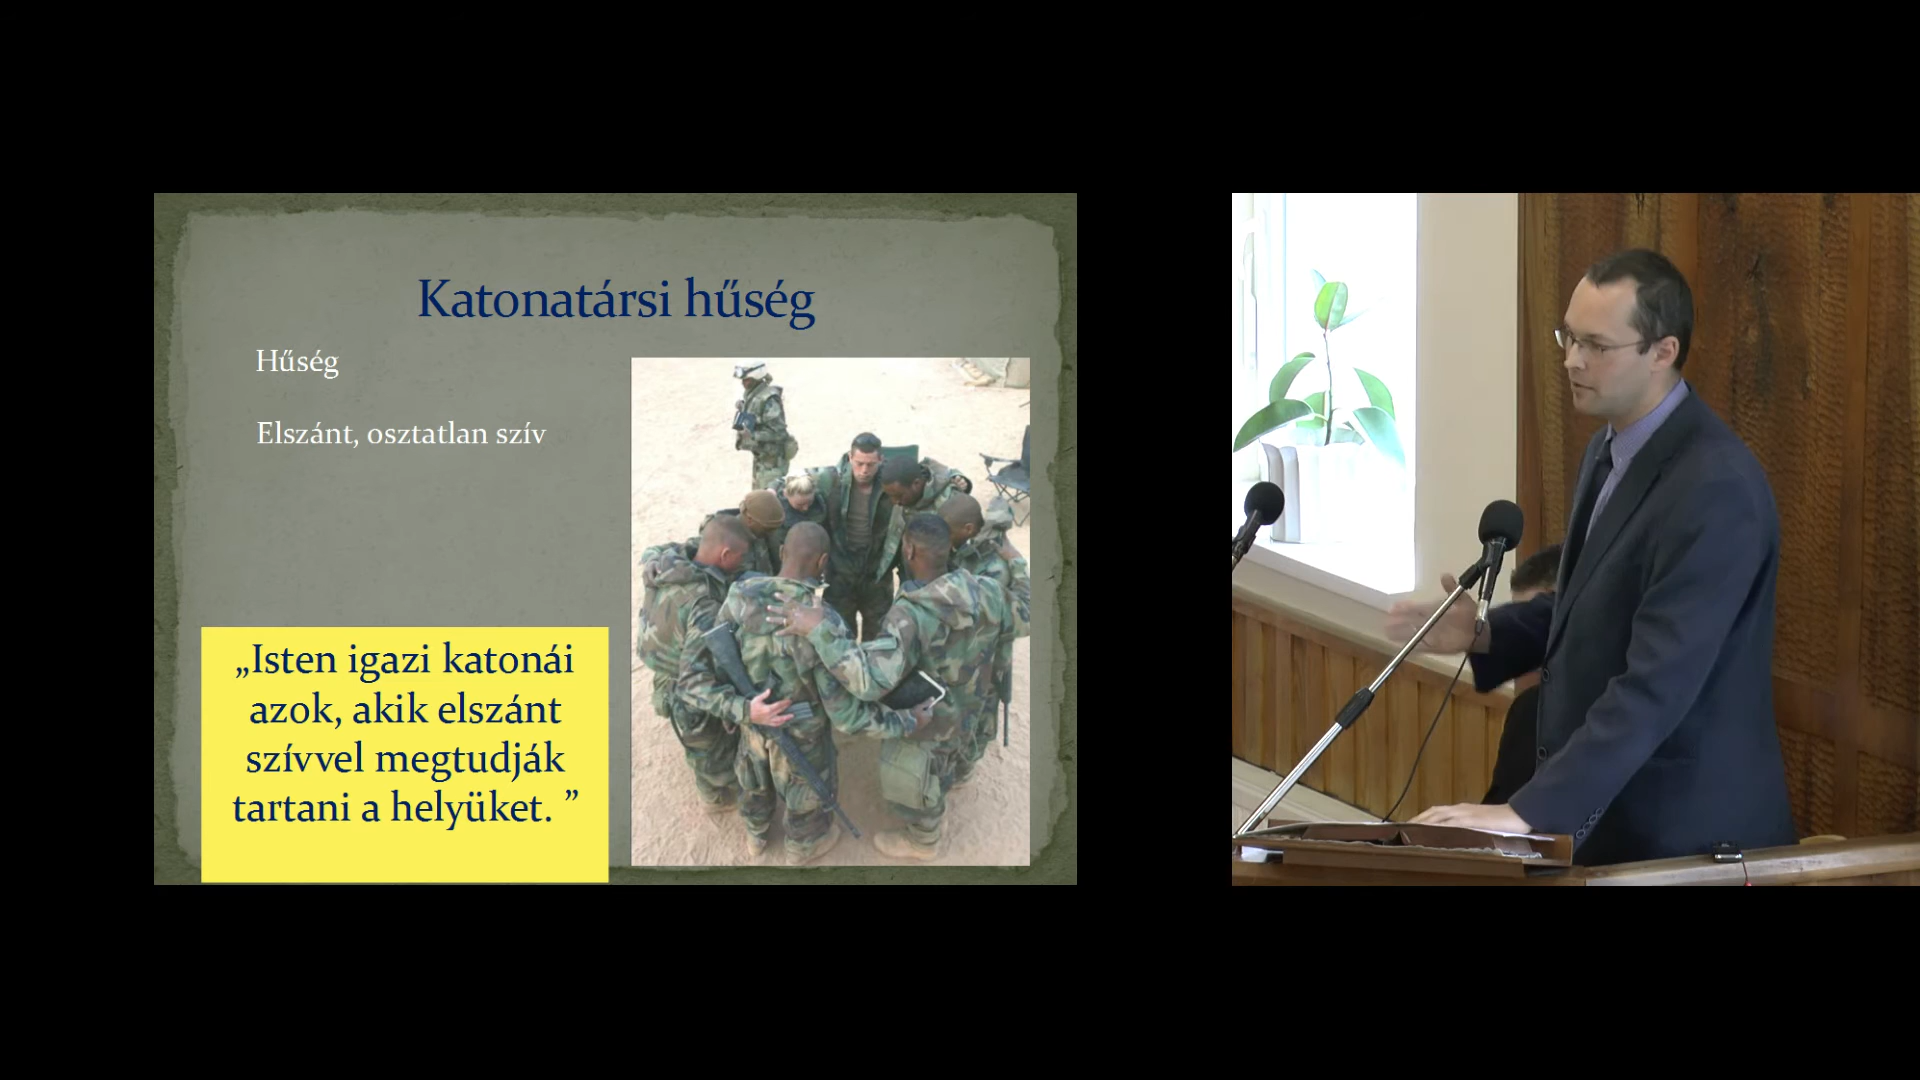 Katonatársi hűség
Hűség
Elszánt, osztatlan szív
„Isten igazi katonái
azok, akik elszánt
szívvel megtudják
tartani a helyüket. ”